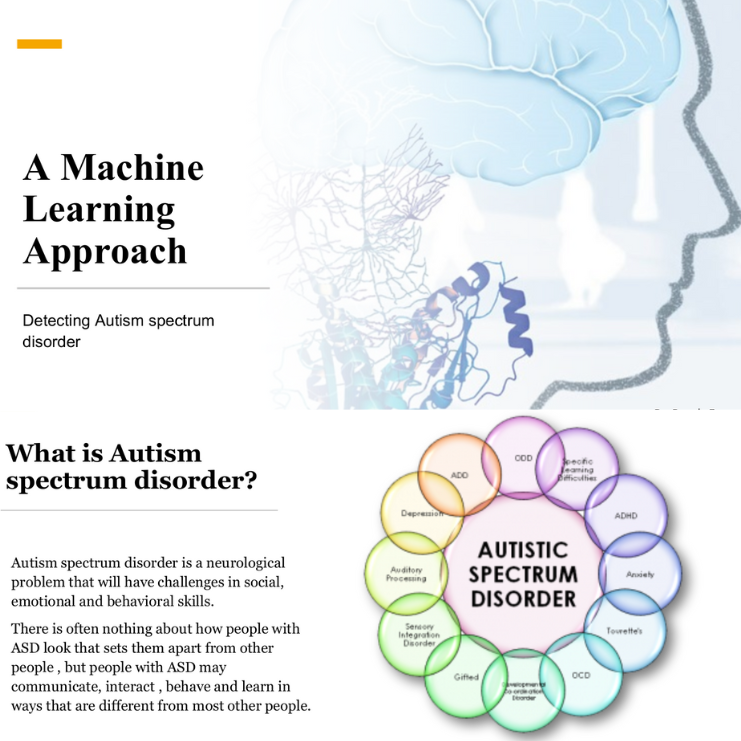 A Machine
Learning
Approach
Detecting Autism spectrum
disorder
What is Autism
spectrum disorder?
Autism spectrum disorder is a neurological
problem that will have challenges in social,
emotional and behavioral skills.
There is often nothing about how people with
ASD look that sets them apart from other
people , but people with ASD may
communicate, interact , behave and learn in
ways that are different from most other people.
AUTISTIC
SPECTRUM
DISORDER
ODD
Specific
Learning
Difficulties
ADHD
Anxiety
Tourette's
OCD
Developmental
Co-ordination
Disorder
Gifted
Sensory
Integration
Disorder
Auditory
Processing
Depression
ADD